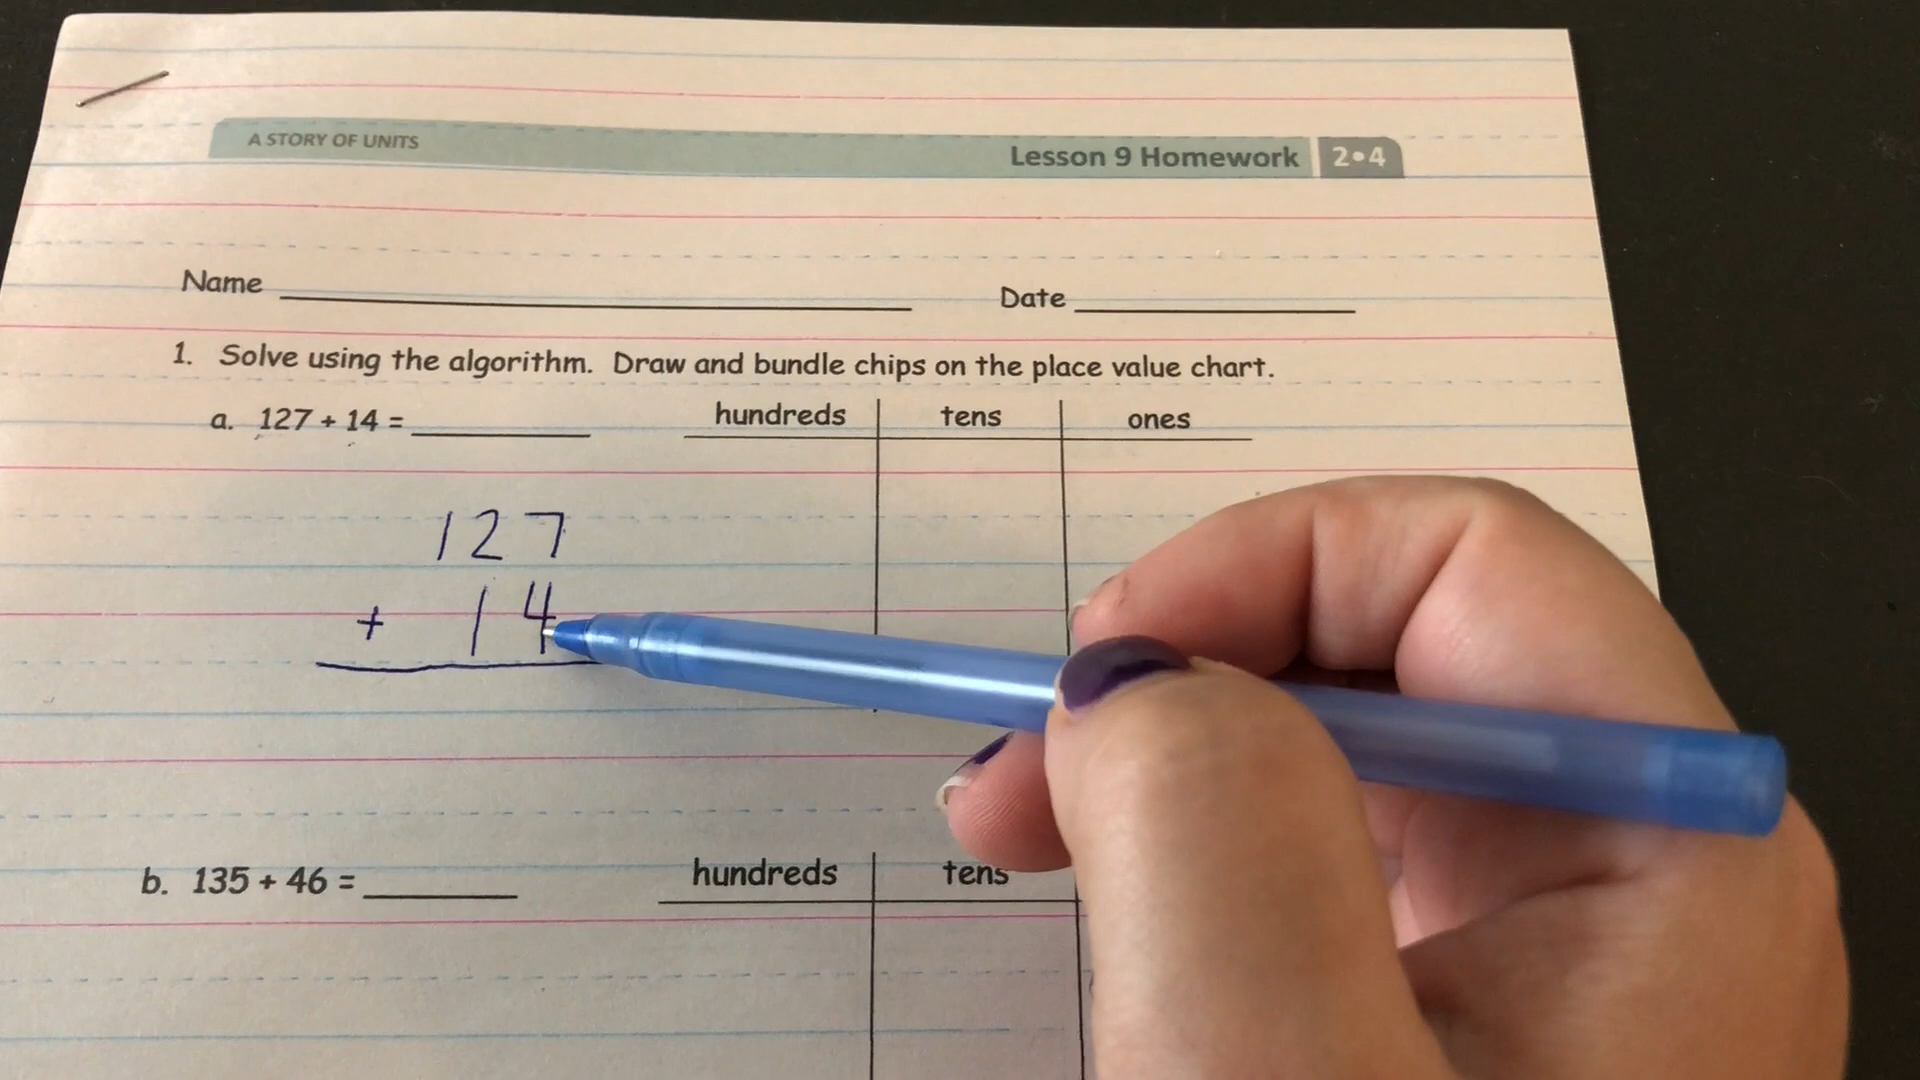 A STORY OF UNITS
Lesson 9 Homework 2•4
Name Date
1. Solve using the algorithm. Draw and bundle chips on the place value chart.
a. 127 + 14 =
hundreds tens ones
127
+ 14
b. 135 + 46 =
hundreds tens